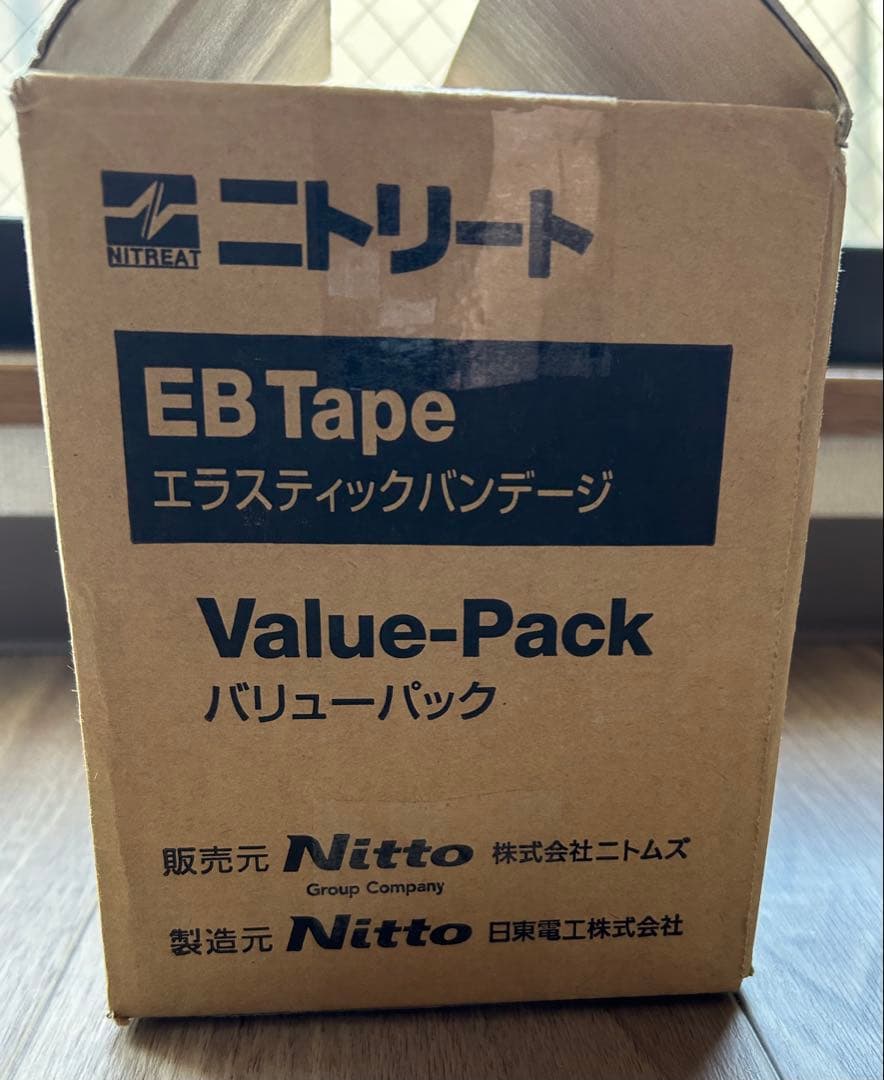 NITREAT ニトリート
EB Tape
エラスティックバンデージ
Value-Pack
バリューパック
販売元 Nitto 株式会社ニトムズ
Group Company
製造元 Nitto 日東電工株式会社